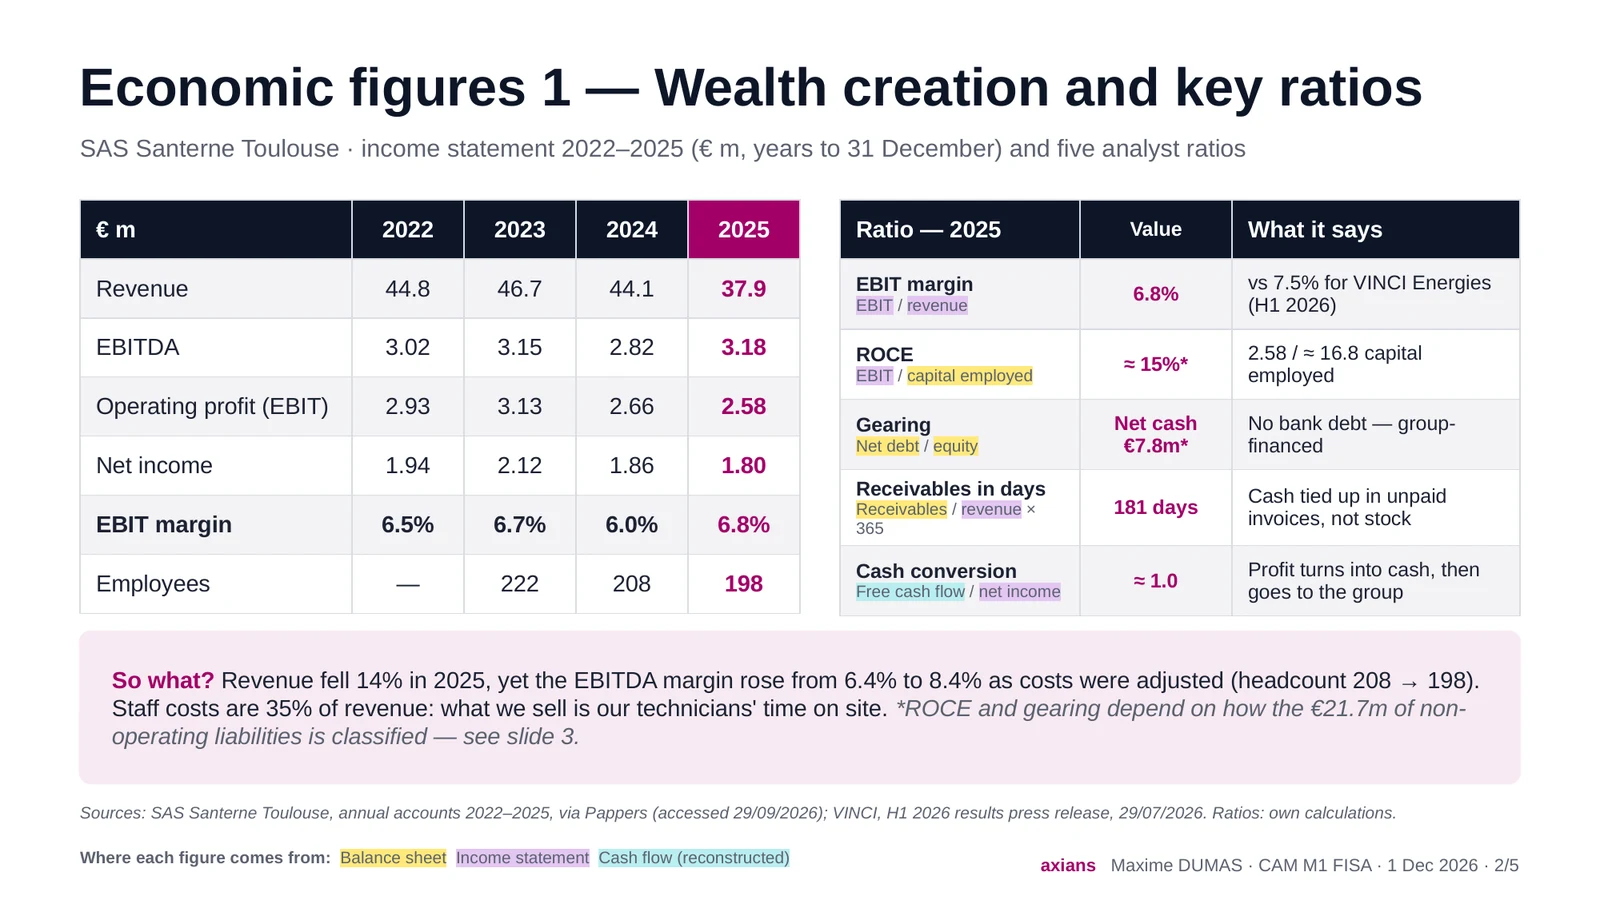 Economic figures 1 — Wealth creation and key ratios
SAS Santerne Toulouse · income statement 2022–2025 (€ m, years to 31 December) and five analyst ratios
€ m 2022 2023 2024 2025
Revenue 44.8 46.7 44.1 37.9
EBITDA 3.02 3.15 2.82 3.18
Operating profit (EBIT) 2.93 3.13 2.66 2.58
Net income 1.94 2.12 1.86 1.80
EBIT margin 6.5% 6.7% 6.0% 6.8%
Employees — 222 208 198
Ratio — 2025 Value What it says
EBIT margin
EBIT / revenue
6.8%
vs 7.5% for VINCI Energies
(H1 2026)
ROCE
EBIT / capital employed
≈ 15%*
2.58 / ≈ 16.8 capital
employed
Gearing
Net debt / equity
Net cash
€7.8m*
No bank debt — group-
financed
Receivables in days
Receivables / revenue ×
365
181 days
Cash tied up in unpaid
invoices, not stock
Cash conversion
Free cash flow / net income
≈ 1.0
Profit turns into cash, then
goes to the group
So what? Revenue fell 14% in 2025, yet the EBITDA margin rose from 6.4% to 8.4% as costs were adjusted (headcount 208 → 198).
Staff costs are 35% of revenue: what we sell is our technicians' time on site. *ROCE and gearing depend on how the €21.7m of non-
operating liabilities is classified — see slide 3.
Sources: SAS Santerne Toulouse, annual accounts 2022–2025, via Pappers (accessed 29/09/2026); VINCI, H1 2026 results press release, 29/07/2026. Ratios: own calculations.
Where each figure comes from: Balance sheet Income statement Cash flow (reconstructed)
axians Maxime DUMAS · CAM M1 FISA · 1 Dec 2026 · 2/5